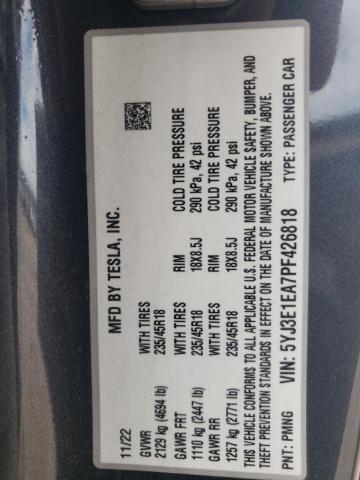 MFD BY TESLA, INC.
11/22
GVWR
2129 kg (4694 lb)
GAWR FRT WITH TIRES RIM COLD TIRE PRESSURE
1110 kg (2447 lb) 235/45R18 18X8.5J 290 kPa, 42 psi
GAWR RR WITH TIRES RIM COLD TIRE PRESSURE
1257 kg (2771 lb) 235/45R18 18X8.5J 290 kPa, 42 psi
THIS VEHICLE CONFORMS TO ALL APPLICABLE U.S. FEDERAL MOTOR VEHICLE SAFETY, BUMPER, AND
THEFT PREVENTION STANDARDS IN EFFECT ON THE DATE OF MANUFACTURE SHOWN ABOVE.
PNT: PMNG VIN: 5YJ3E1EA7PF426818 TYPE: PASSENGER CAR